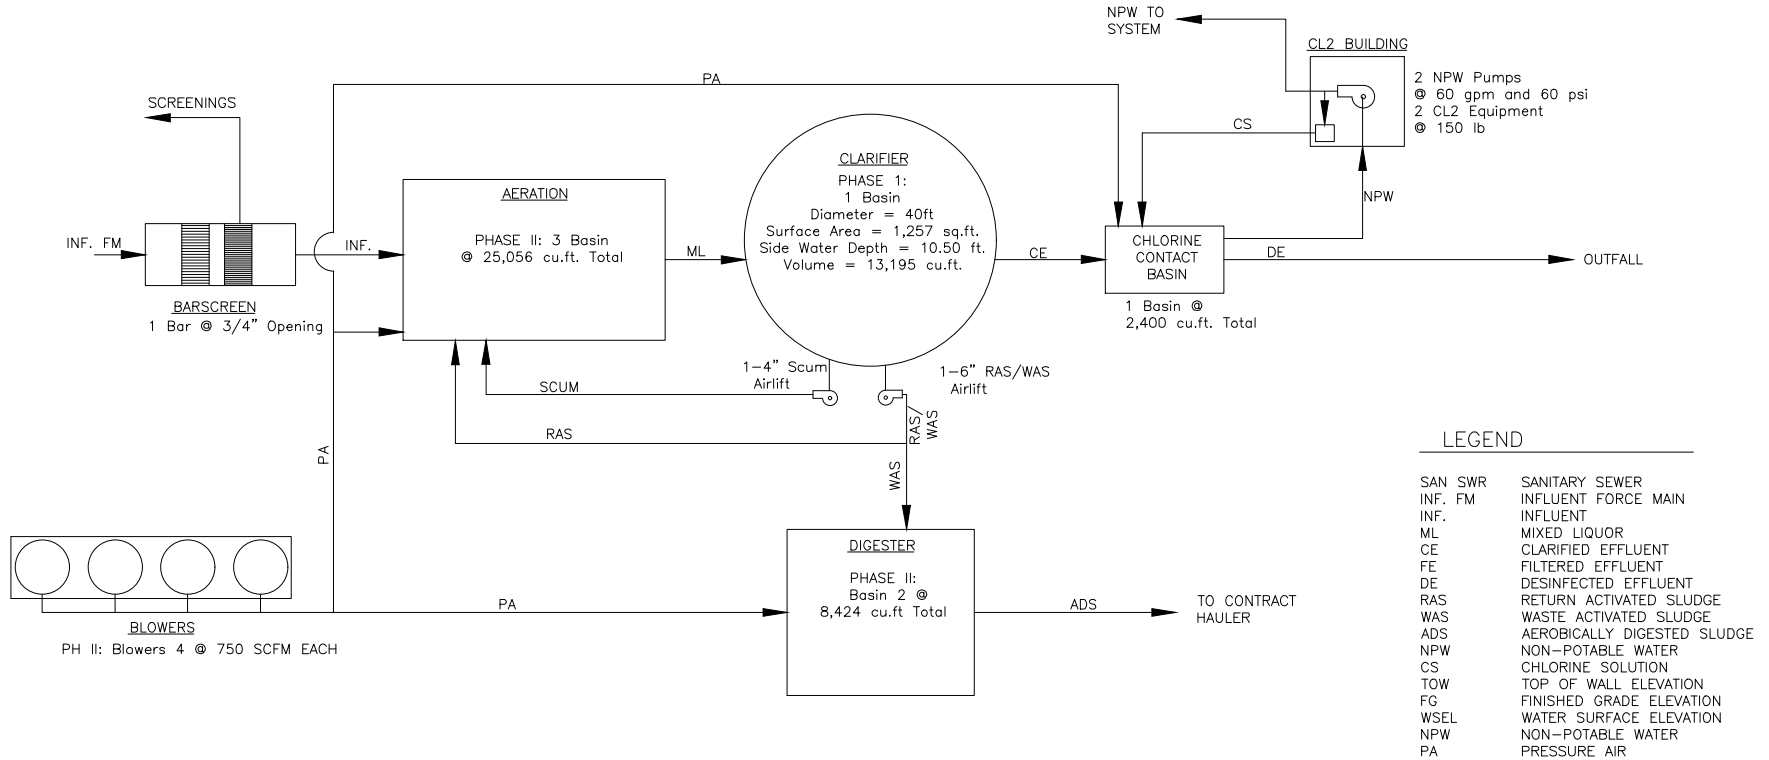 NPW TO
SYSTEM
CL2 BUILDING
2 NPW Pumps
@ 60 gpm and 60 psi
2 CL2 Equipment
@ 150 lb
PA
SCREENINGS
CS
CLARIFIER
PHASE 1:
1 Basin
Diameter = 40ft
Surface Area = 1,257 sq.ft.
Side Water Depth = 10.50 ft.
Volume = 13,195 cu.ft.
AERATION
PHASE II: 3 Basin
@ 25,056 cu.ft. Total
NPW
INF. FM
INF.
ML
CE
CHLORINE
CONTACT
BASIN
DE
OUTFALL
BARSCREEN
1 Bar @ 3/4" Opening
1 Basin @
2,400 cu.ft. Total
1-4" Scum
Airlift
1-6" RAS/WAS
Airlift
SCUM
RAS/
WAS
RAS
PA
WAS
DIGESTER
PHASE II:
Basin 2 @
8,424 cu.ft Total
PA
ADS
TO CONTRACT
HAULER
BLOWERS
PH II: Blowers 4 @ 750 SCFM EACH
LEGEND
SAN SWR SANITARY SEWER
INF. FM INFLUENT FORCE MAIN
INF. INFLUENT
ML MIXED LIQUOR
CE CLARIFIED EFFLUENT
FE FILTERED EFFLUENT
DE DESINFECTED EFFLUENT
RAS RETURN ACTIVATED SLUDGE
WAS WASTE ACTIVATED SLUDGE
ADS AEROBICALLY DIGESTED SLUDGE
NPW NON-POTABLE WATER
CS CHLORINE SOLUTION
TOW TOP OF WALL ELEVATION
FG FINISHED GRADE ELEVATION
WSEL WATER SURFACE ELEVATION
NPW NON-POTABLE WATER
PA PRESSURE AIR